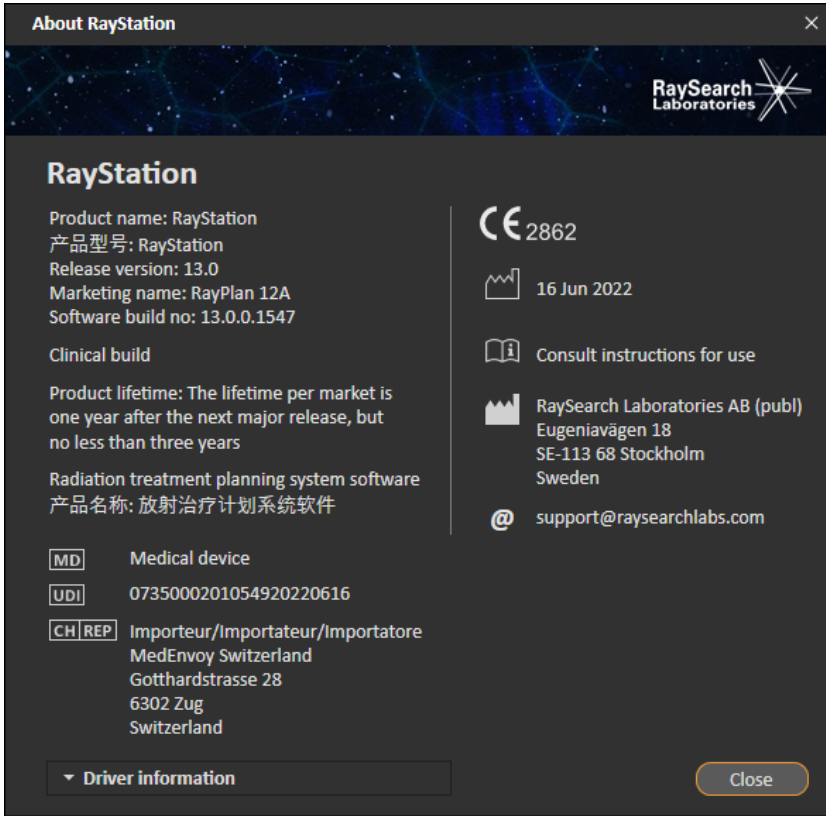 About RayStation
RaySearch
Laboratories
RayStation
Product name: RayStation
产品型号: RayStation
Release version: 13.0
Marketing name: RayPlan 12A
Software build no: 13.0.0.1547
Clinical build
Product lifetime: The lifetime per market is
one year after the next major release, but
no less than three years
Radiation treatment planning system software
产品名称: 放射治疗计划系统软件
CE 2862
16 Jun 2022
Consult instructions for use
RaySearch Laboratories AB (publ)
Eugeniavägen 18
SE-113 68 Stockholm
Sweden
@ support@raysearchlabs.com
MD Medical device
UDI 0735000201054920220616
CH REP Importeur/Importateur/Importatore
MedEnvoy Switzerland
Gotthardstrasse 28
6302 Zug
Switzerland
Driver information
Close